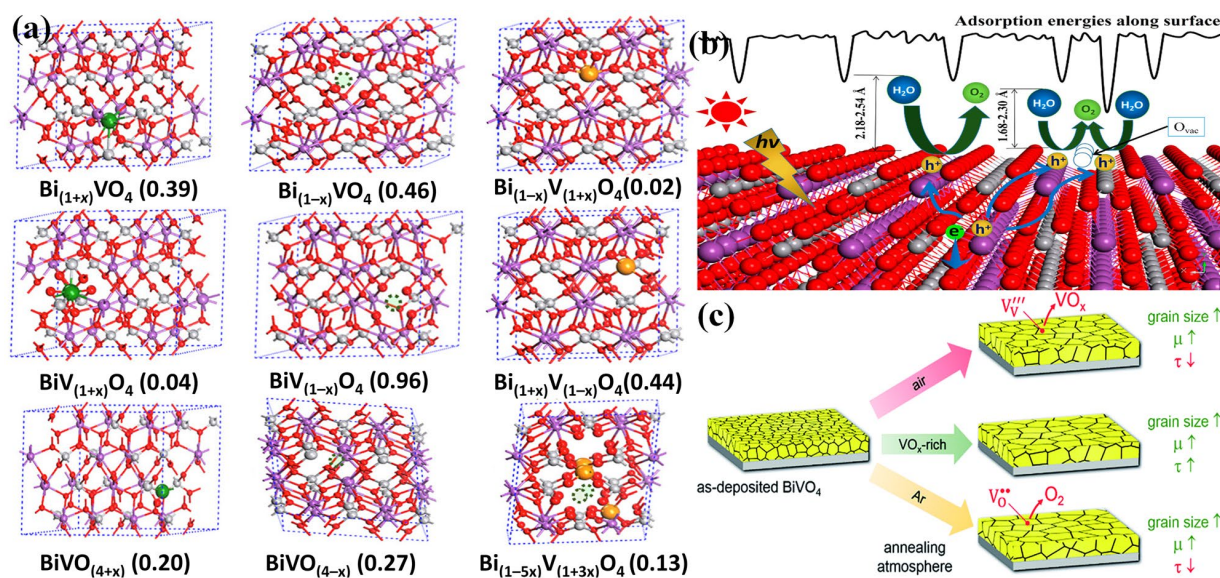 (a)
Bi(1+x)VO4 (0.39)
Bi(1−x)VO4 (0.46)
Bi(1−x)V(1+x)O4(0.02)
BiV(1+x)O4 (0.04)
BiV(1−x)O4 (0.96)
Bi(1+x)V(1−x)O4(0.44)
BiVO(4+x) (0.20)
BiVO(4−x) (0.27)
Bi(1−5x)V(1+3x)O4 (0.13)
(b)
Adsorption energies along surface
2.18-2.54 Å
H2O
O2
1.68-2.30 Å
H2O
O2
H2O
Ovac
hν
h+
h+
h+
e-
h+
(c)
as-deposited BiVO4
air
VOx-rich
Ar
annealing
atmosphere
VV''' VOx
grain size ↑
μ ↑
τ ↓
grain size ↑
μ ↑
τ ↑
VO•• O2
grain size ↑
μ ↑
τ ↓